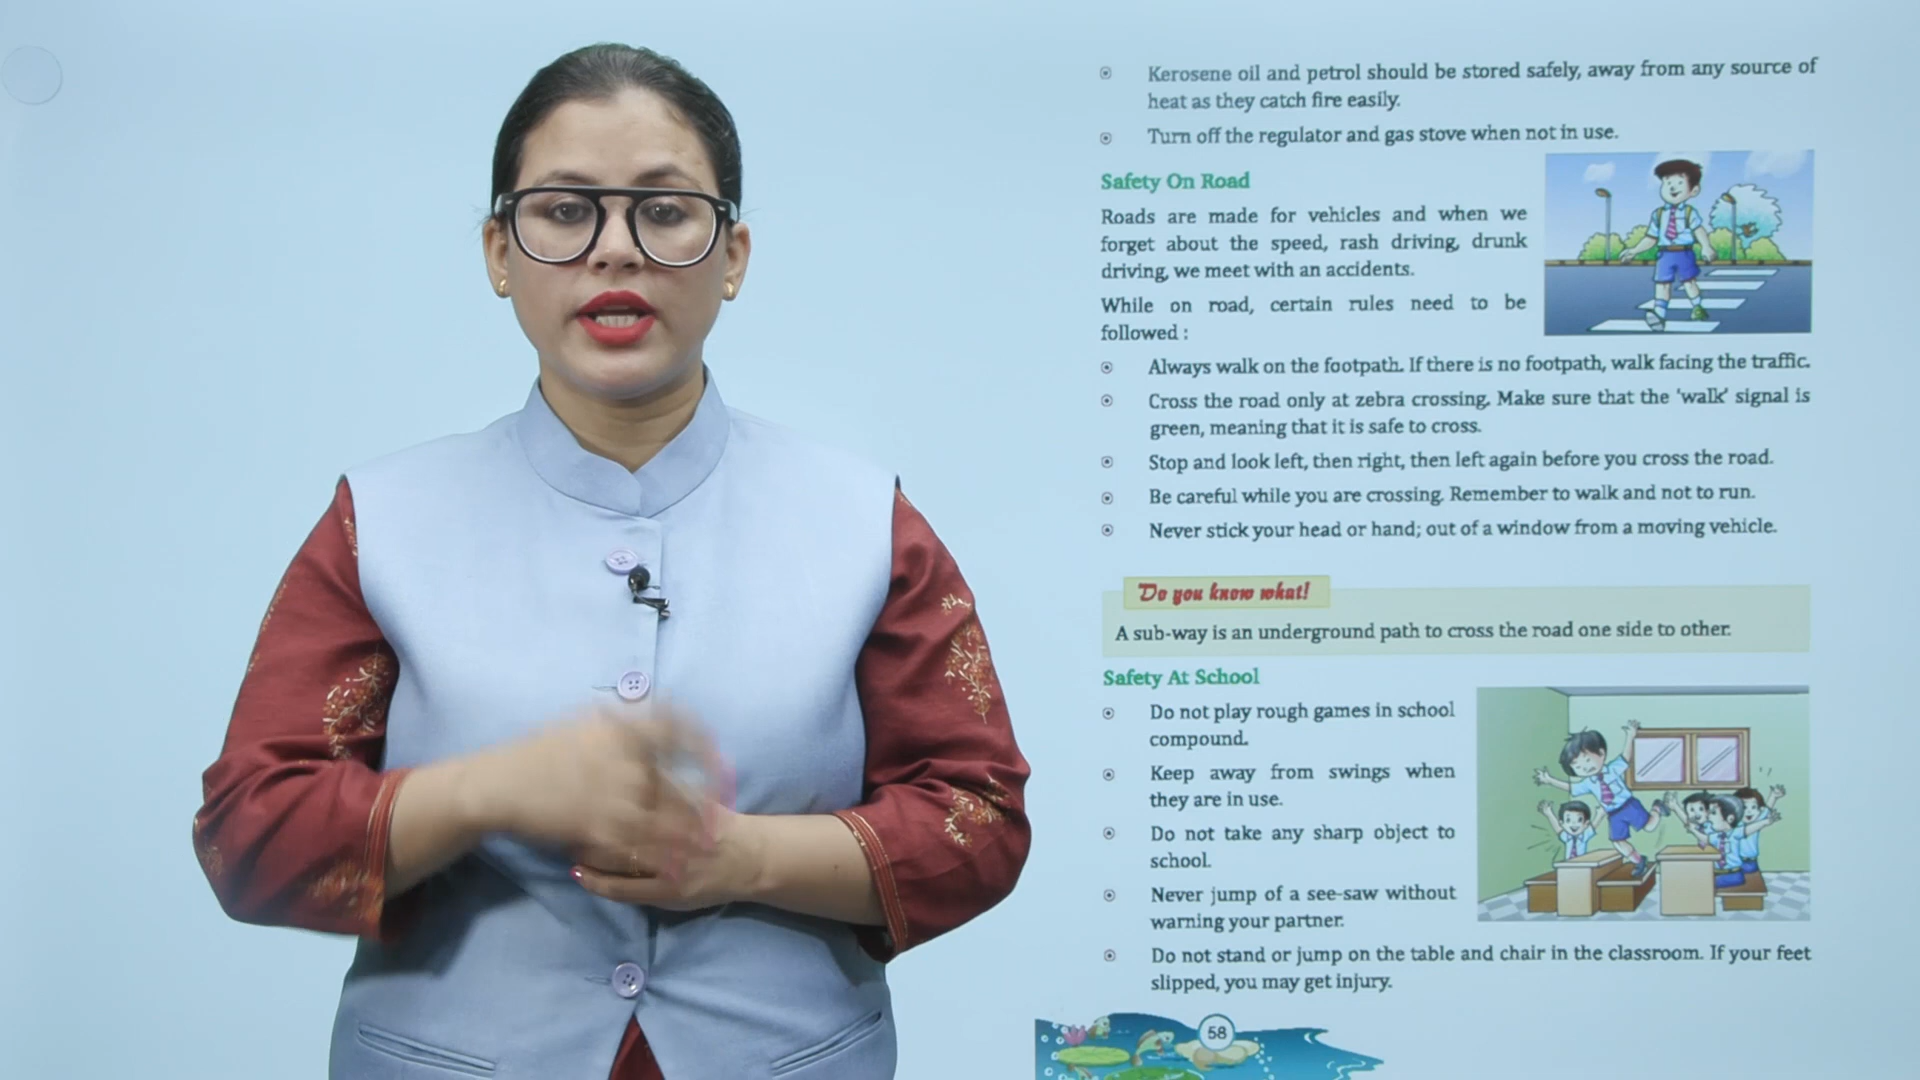 Kerosene oil and petrol should be stored safely, away from any source of
heat as they catch fire easily.
Turn off the regulator and gas stove when not in use.
Safety On Road
Roads are made for vehicles and when we
forget about the speed, rash driving, drunk
driving, we meet with an accidents.
While on road, certain rules need to be
followed :
Always walk on the footpath. If there is no footpath, walk facing the traffic.
Cross the road only at zebra crossing. Make sure that the 'walk' signal is
green, meaning that it is safe to cross.
Stop and look left, then right, then left again before you cross the road.
Be careful while you are crossing. Remember to walk and not to run.
Never stick your head or hand; out of a window from a moving vehicle.
Do you know what!
A sub-way is an underground path to cross the road one side to other.
Safety At School
Do not play rough games in school
compound.
Keep away from swings when
they are in use.
Do not take any sharp object to
school.
Never jump of a see-saw without
warning your partner.
Do not stand or jump on the table and chair in the classroom. If your feet
slipped, you may get injury.
58